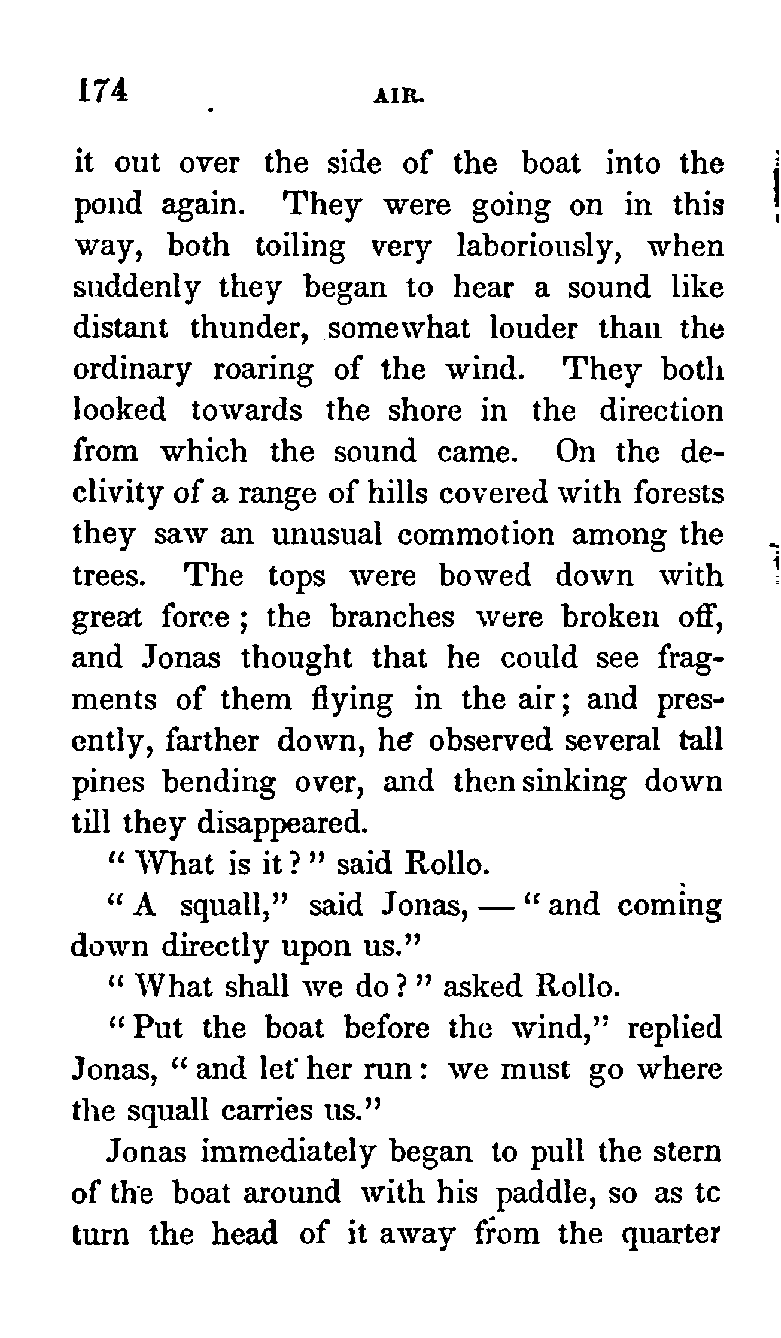 174 AIR.
it out over the side of the boat into the
pond again. They were going on in this
way, both toiling very laboriously, when
suddenly they began to hear a sound like
distant thunder, somewhat louder than the
ordinary roaring of the wind. They both
looked towards the shore in the direction
from which the sound came. On the de-
clivity of a range of hills covered with forests
they saw an unusual commotion among the
trees. The tops were bowed down with
great force; the branches were broken off,
and Jonas thought that he could see frag-
ments of them flying in the air; and pres-
ently, farther down, he observed several tall
pines bending over, and then sinking down
till they disappeared.
"What is it?" said Rollo.
"A squall," said Jonas, — "and coming
down directly upon us."
"What shall we do?" asked Rollo.
"Put the boat before the wind," replied
Jonas, "and let her run: we must go where
the squall carries us."
Jonas immediately began to pull the stern
of the boat around with his paddle, so as to
turn the head of it away from the quarter